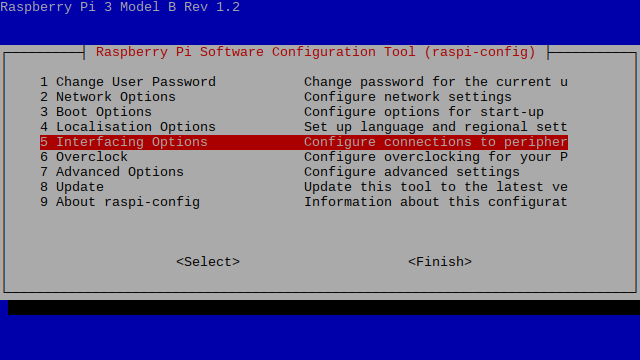 Raspberry Pi 3 Model B Rev 1.2
Raspberry Pi Software Configuration Tool (raspi-config)
1 Change User Password Change password for the current u
2 Network Options Configure network settings
3 Boot Options Configure options for start-up
4 Localisation Options Set up language and regional sett
5 Interfacing Options Configure connections to peripher
6 Overclock Configure overclocking for your P
7 Advanced Options Configure advanced settings
8 Update Update this tool to the latest ve
9 About raspi-config Information about this configurat
<Select> <Finish>